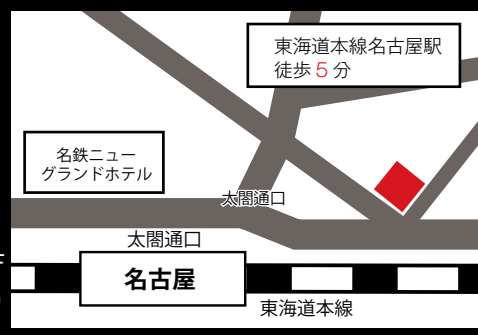 東海道本線名古屋駅
徒歩5分
名鉄ニュー
グランドホテル
太閤通口
太閤通口
名古屋
東海道本線